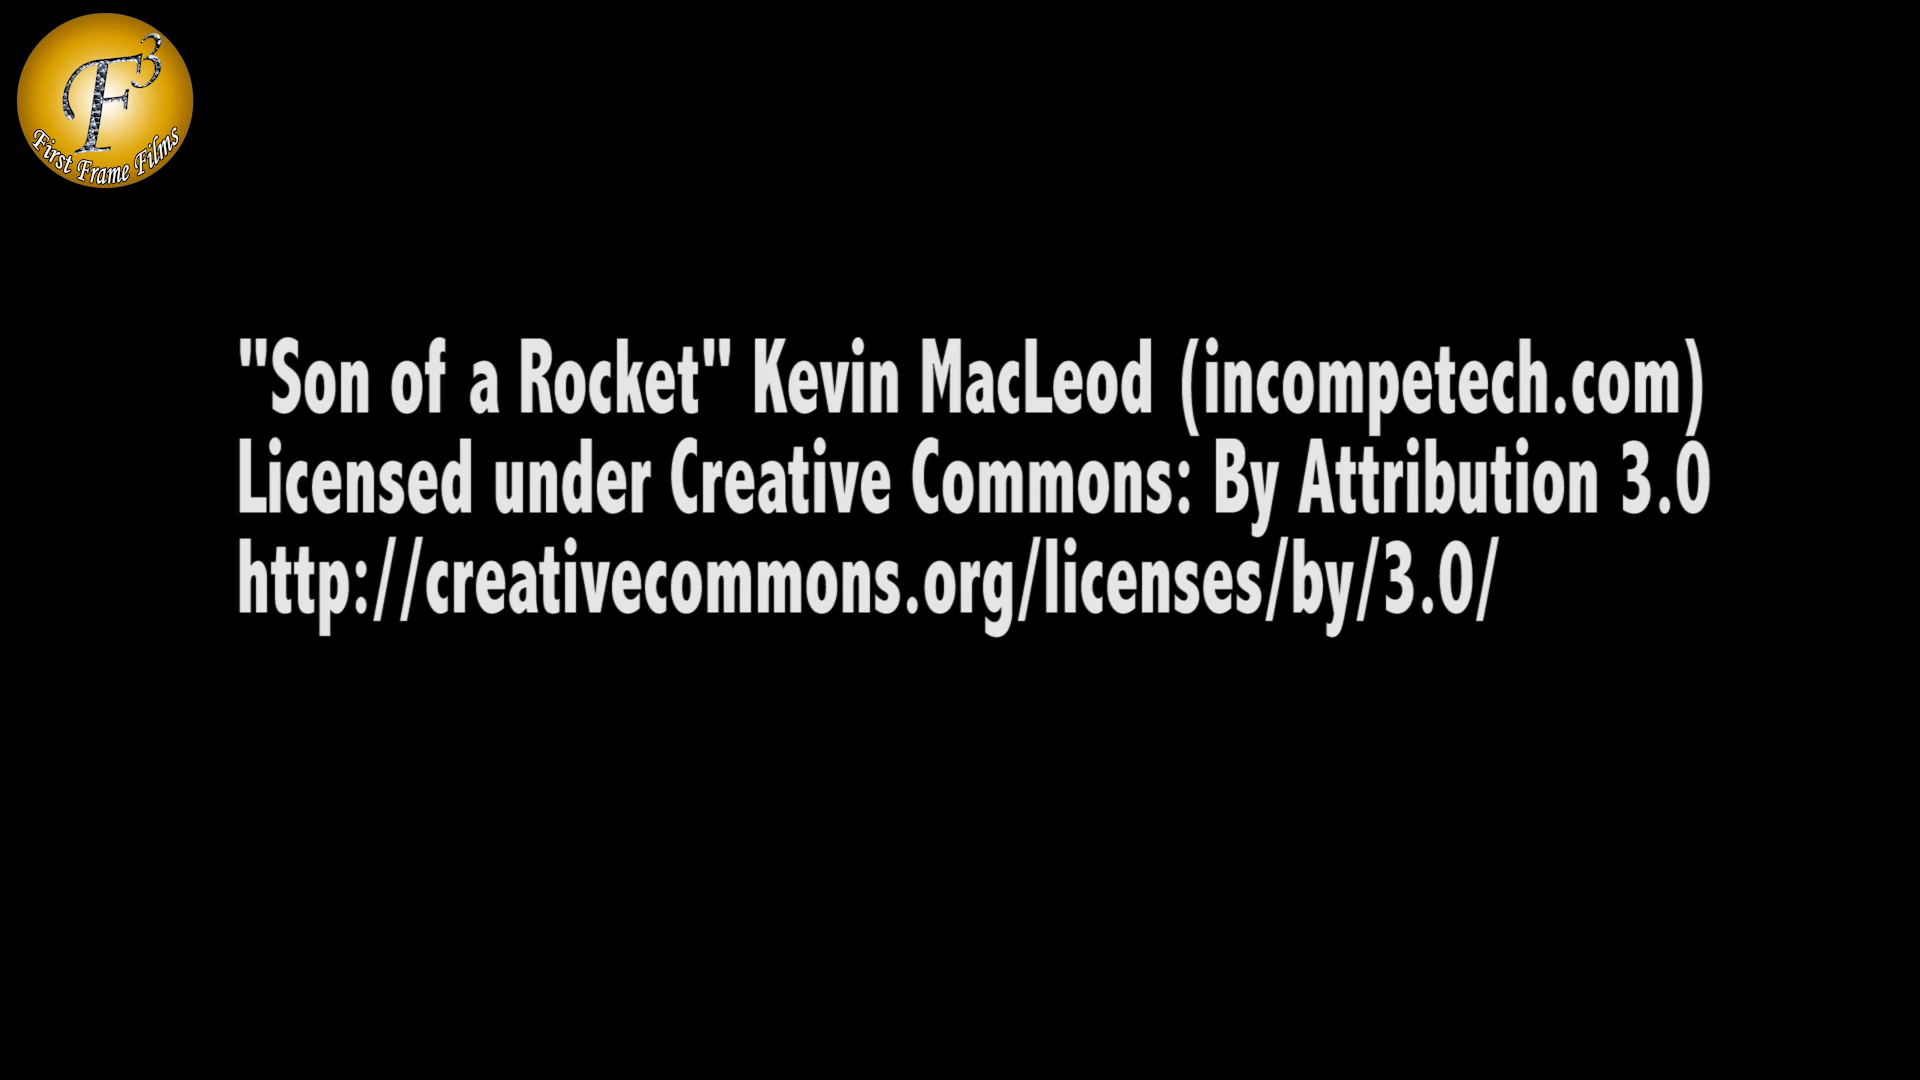 F3
First Frame Films
"Son of a Rocket" Kevin MacLeod (incompetech.com)
Licensed under Creative Commons: By Attribution 3.0
http://creativecommons.org/licenses/by/3.0/